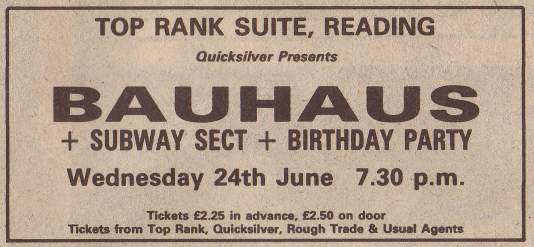 TOP RANK SUITE, READING
Quicksilver Presents
BAUHAUS
+ SUBWAY SECT + BIRTHDAY PARTY
Wednesday 24th June 7.30 p.m.
Tickets £2.25 in advance, £2.50 on door
Tickets from Top Rank, Quicksilver, Rough Trade & Usual Agents